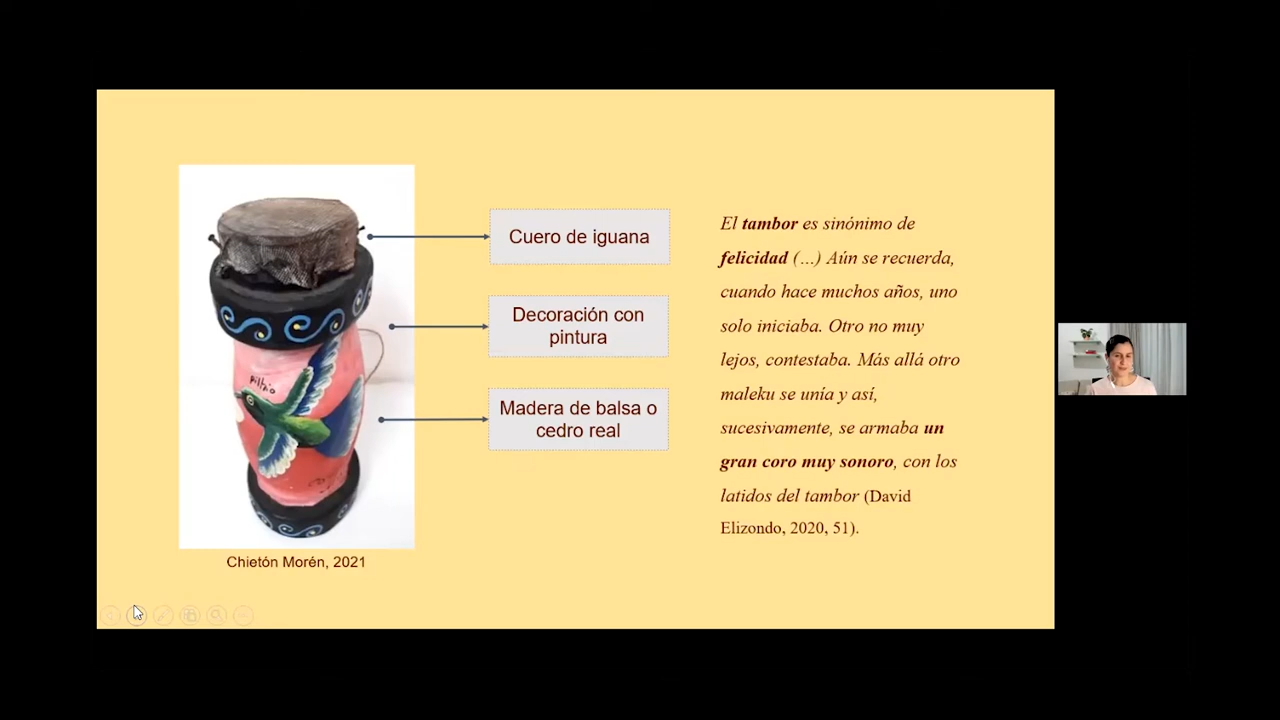 Cuero de iguana
Decoración con
pintura
Madera de balsa o
cedro real
Chietón Morén, 2021
El tambor es sinónimo de
felicidad (…) Aún se recuerda,
cuando hace muchos años, uno
solo iniciaba. Otro no muy
lejos, contestaba. Más allá otro
maleku se unía y así,
sucesivamente, se armaba un
gran coro muy sonoro, con los
latidos del tambor (David
Elizondo, 2020, 51).